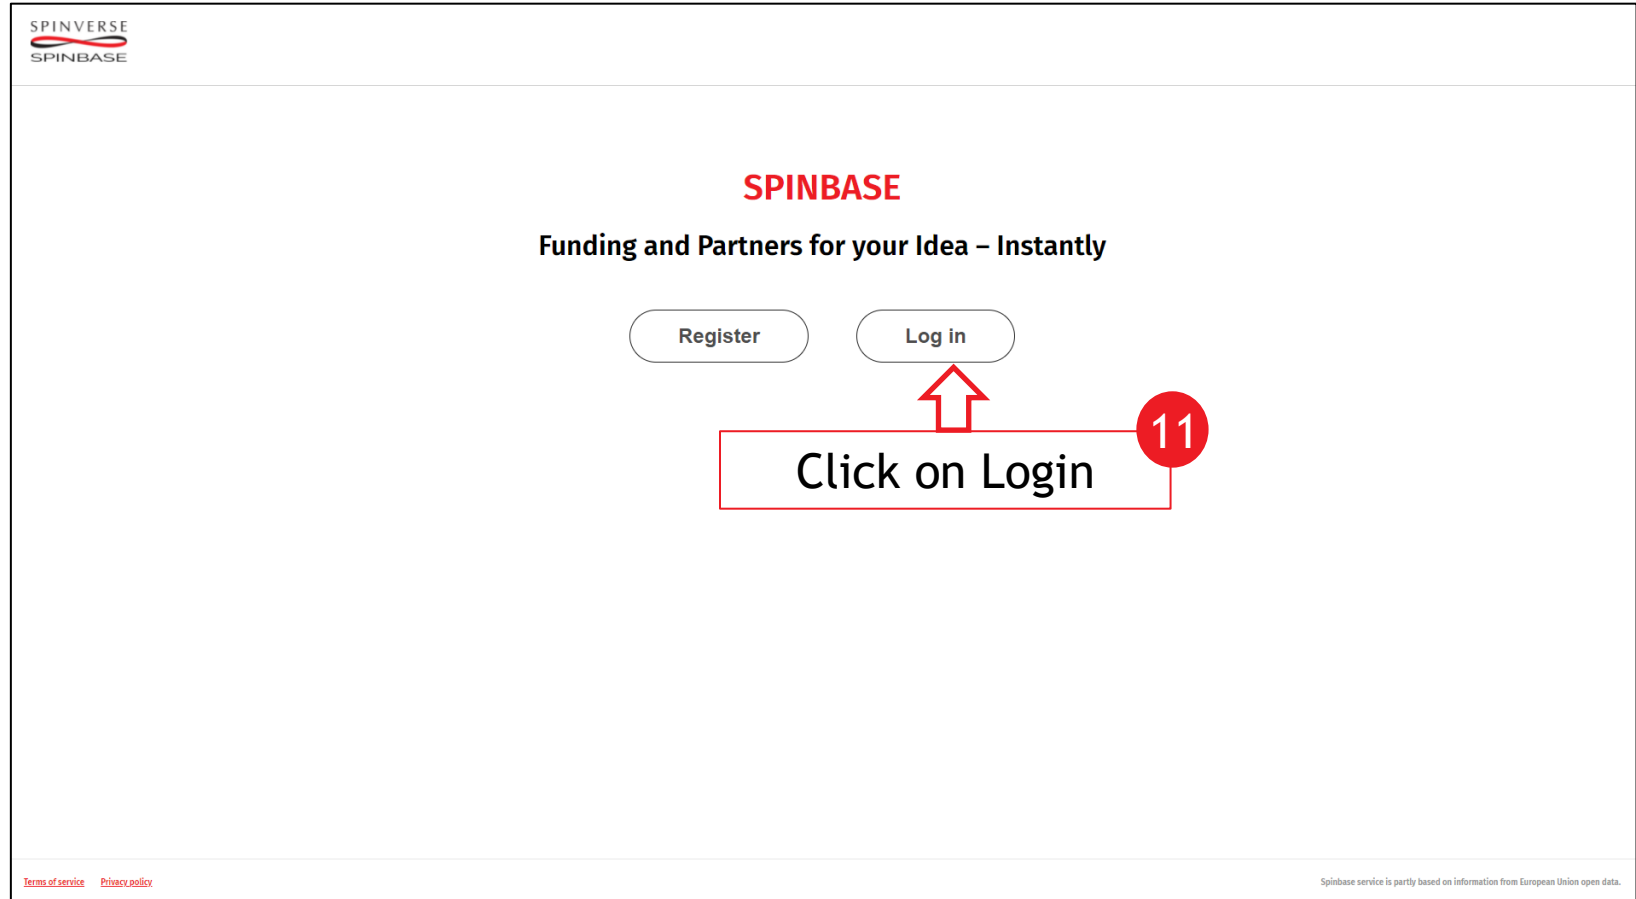 SPINVERSE
SPINBASE
SPINBASE
Funding and Partners for your Idea – Instantly
Register
Log in
11
Click on Login
Terms of service
Privacy policy
Spinbase service is partly based on information from European Union open data.